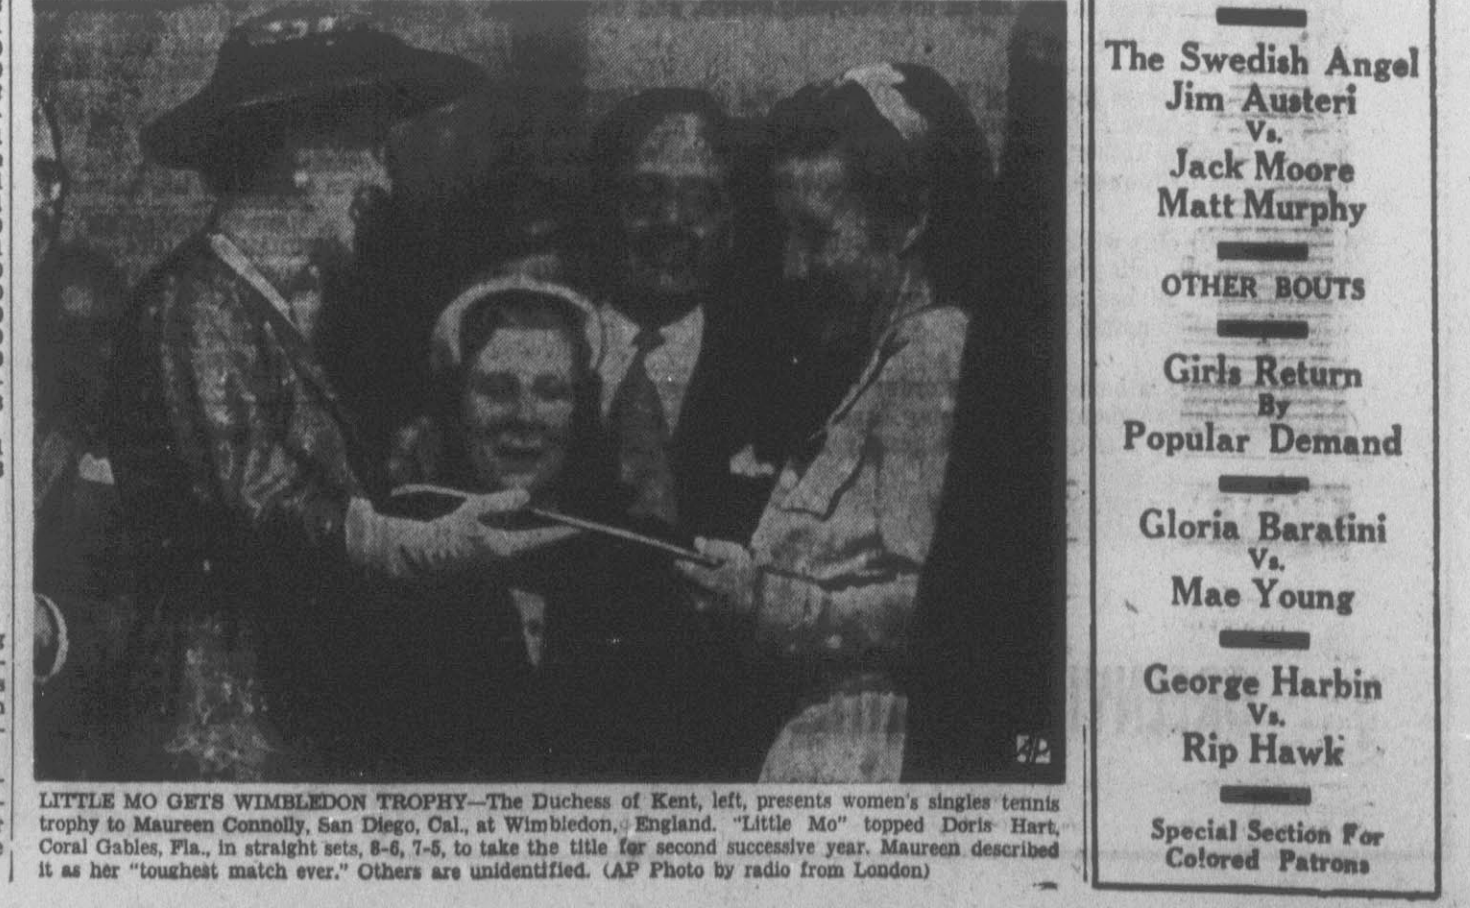 AP
LITTLE MO GETS WIMBLEDON TROPHY—The Duchess of Kent, left, presents women's singles tennis
trophy to Maureen Connolly, San Diego, Cal., at Wimbledon, England. "Little Mo" topped Doris Hart,
Coral Gables, Fla., in straight sets, 8-6, 7-5, to take the title for second successive year. Maureen described
it as her "toughest match ever." Others are unidentified. (AP Photo by radio from London)
The Swedish Angel
Jim Austeri
Vs.
Jack Moore
Matt Murphy
OTHER BOUTS
Girls Return
By
Popular Demand
Gloria Baratini
Vs.
Mae Young
George Harbin
Vs.
Rip Hawk
Special Section For
Colored Patrons